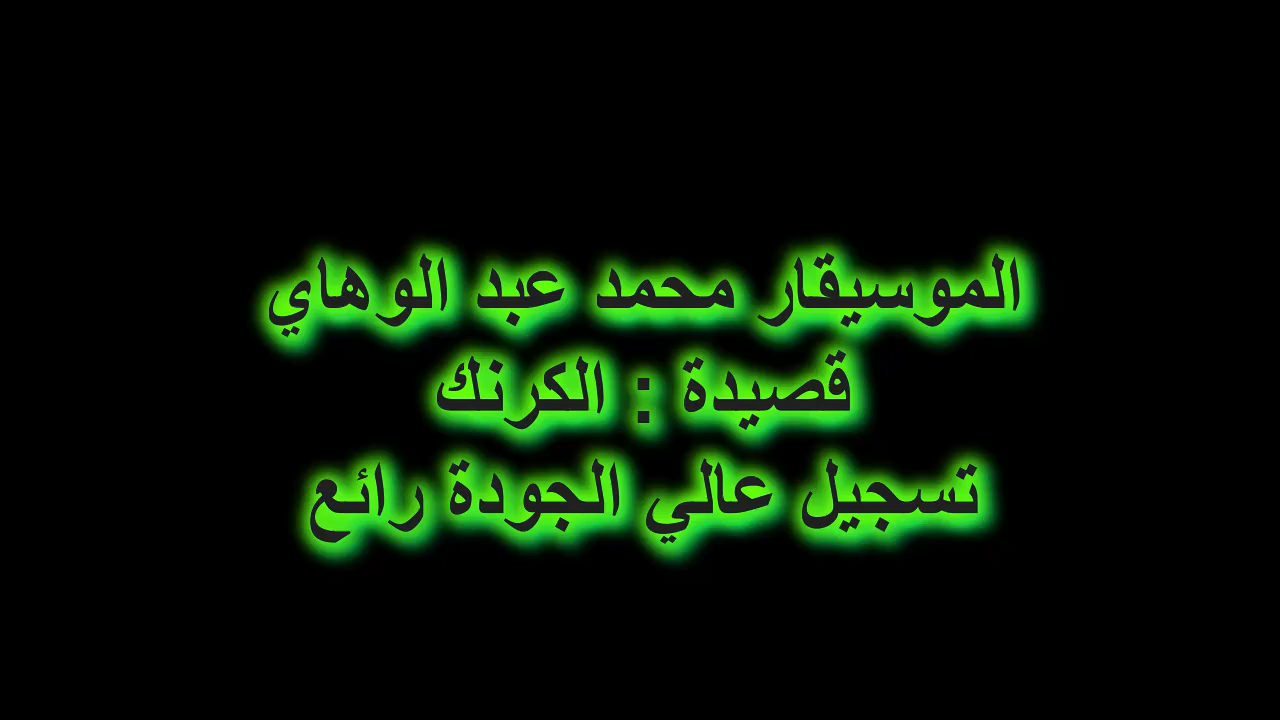 الموسيقار محمد عبد الوهاي
قصيدة : الكرنك
تسجيل عالي الجودة رائع